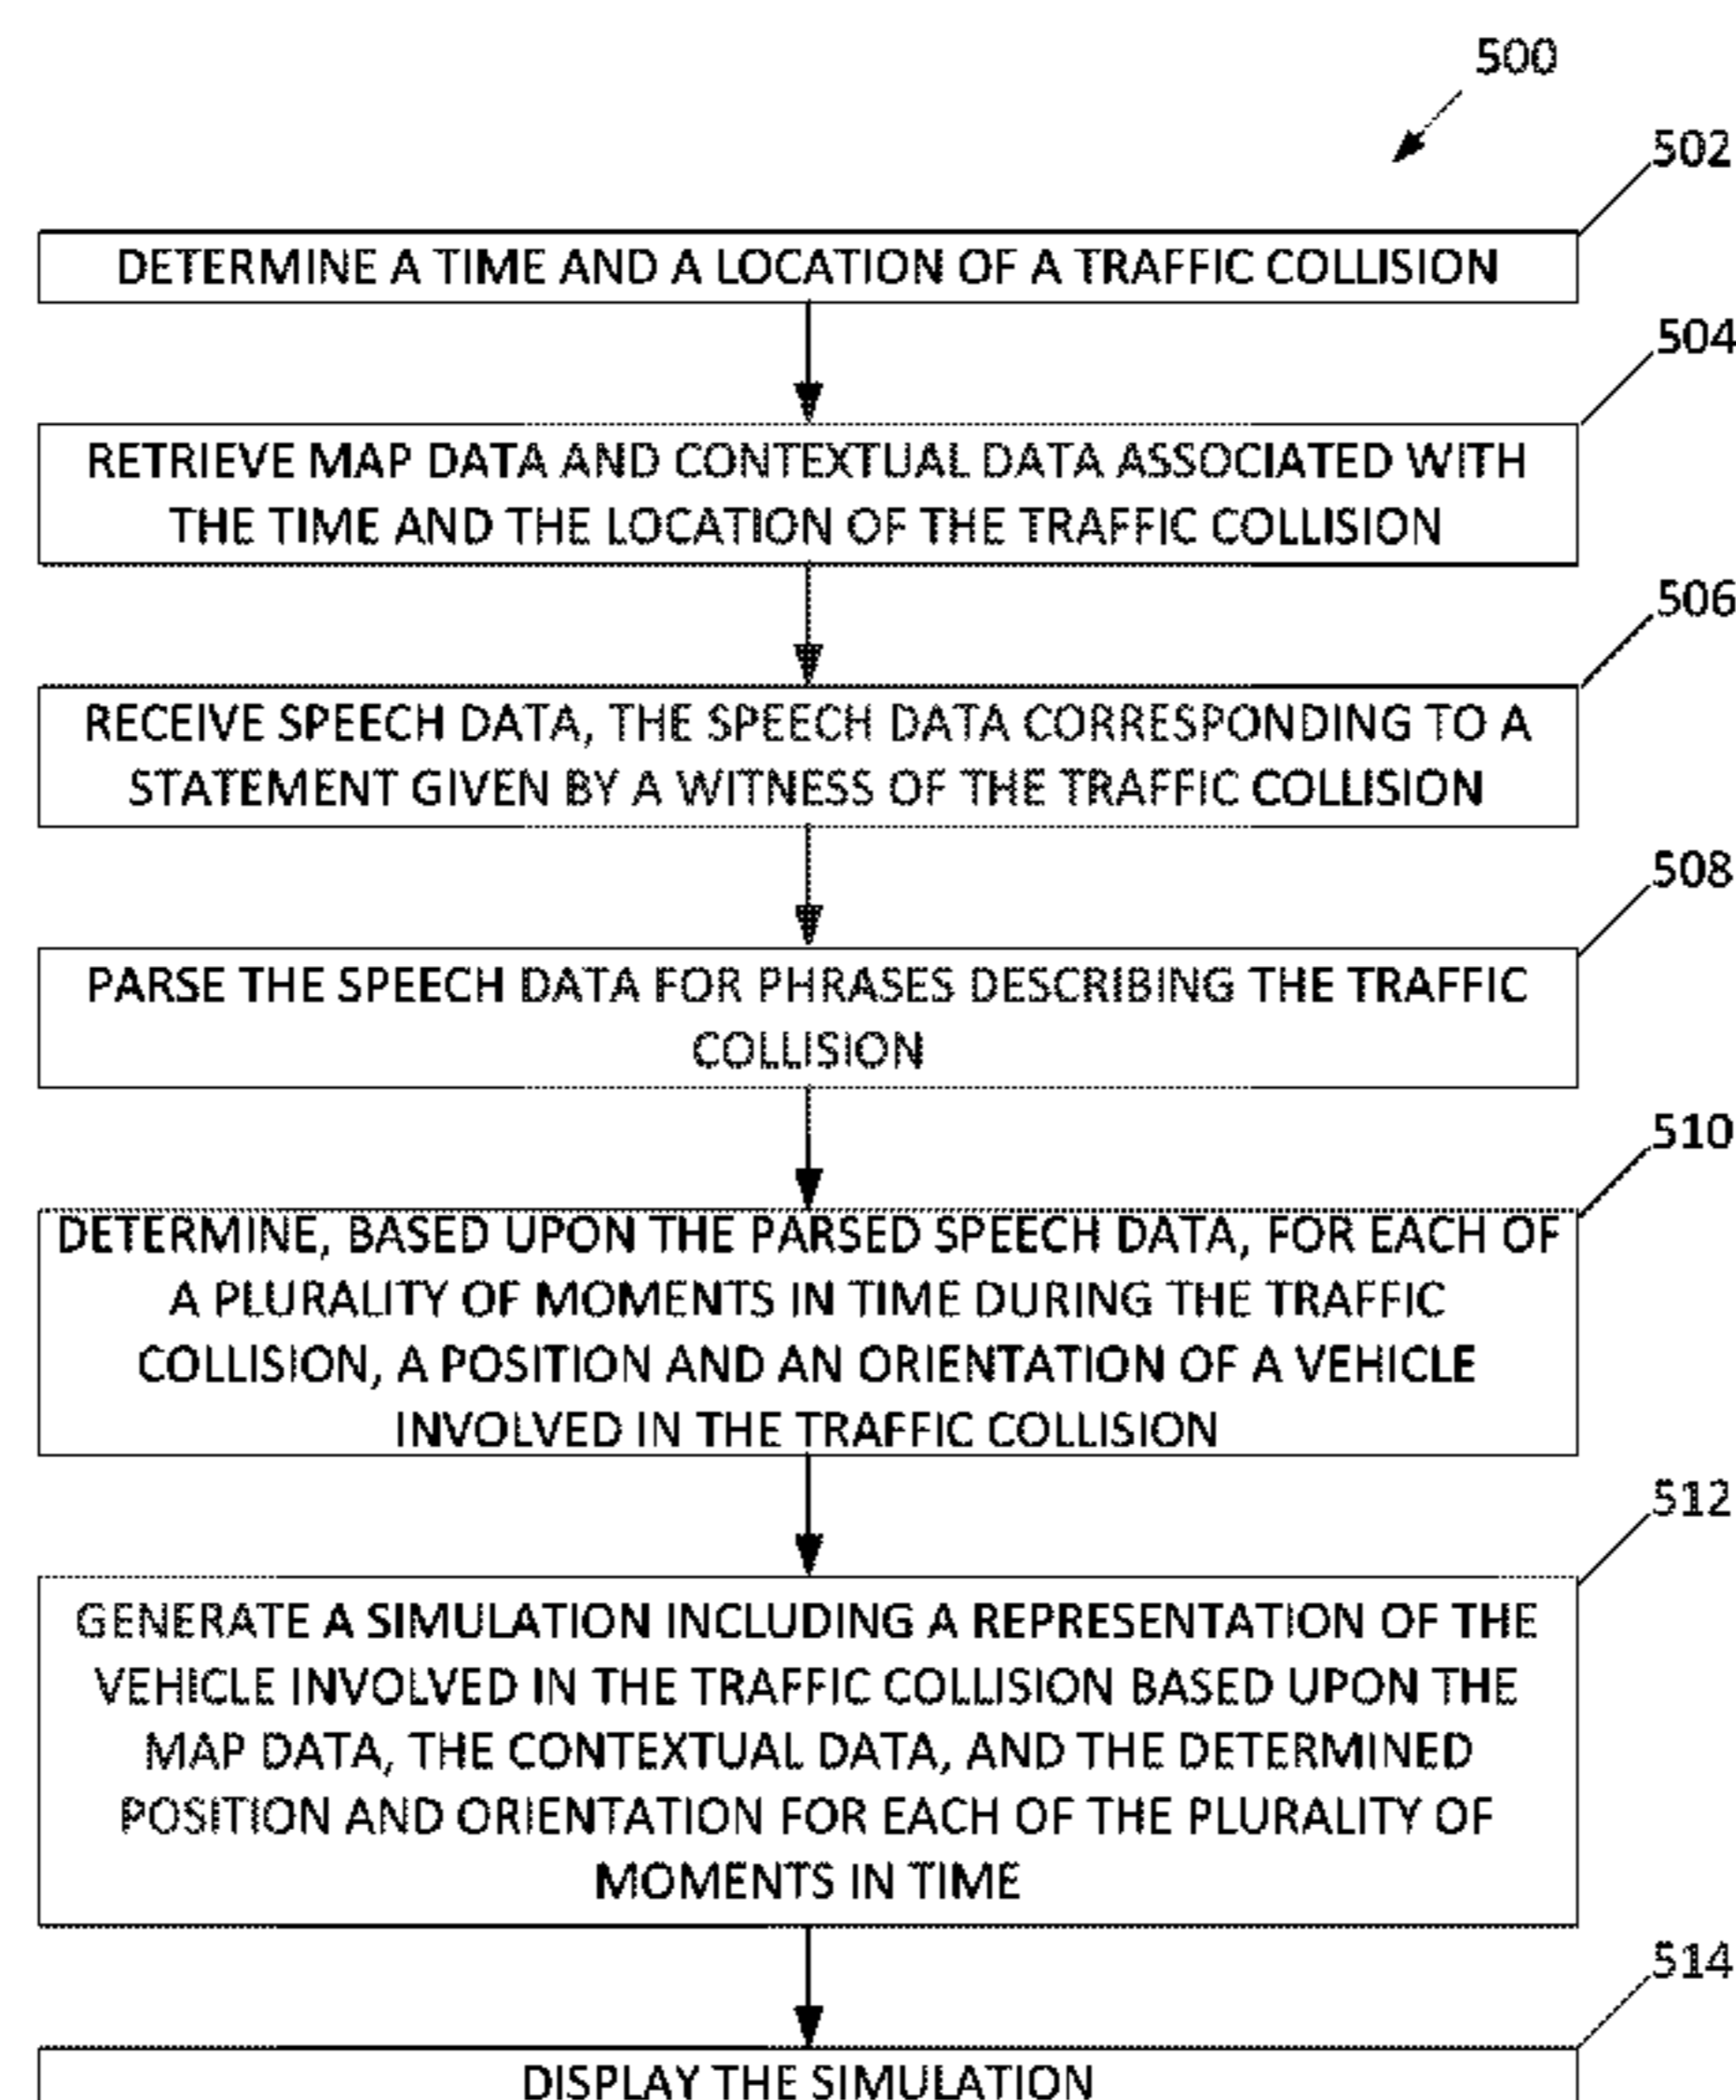 500
502
DETERMINE A TIME AND A LOCATION OF A TRAFFIC COLLISION
504
RETRIEVE MAP DATA AND CONTEXTUAL DATA ASSOCIATED WITH
THE TIME AND THE LOCATION OF THE TRAFFIC COLLISION
506
RECEIVE SPEECH DATA, THE SPEECH DATA CORRESPONDING TO A
STATEMENT GIVEN BY A WITNESS OF THE TRAFFIC COLLISION
508
PARSE THE SPEECH DATA FOR PHRASES DESCRIBING THE TRAFFIC
COLLISION
510
DETERMINE, BASED UPON THE PARSED SPEECH DATA, FOR EACH OF
A PLURALITY OF MOMENTS IN TIME DURING THE TRAFFIC
COLLISION, A POSITION AND AN ORIENTATION OF A VEHICLE
INVOLVED IN THE TRAFFIC COLLISION
512
GENERATE A SIMULATION INCLUDING A REPRESENTATION OF THE
VEHICLE INVOLVED IN THE TRAFFIC COLLISION BASED UPON THE
MAP DATA, THE CONTEXTUAL DATA, AND THE DETERMINED
POSITION AND ORIENTATION FOR EACH OF THE PLURALITY OF
MOMENTS IN TIME
514
DISPLAY THE SIMULATION